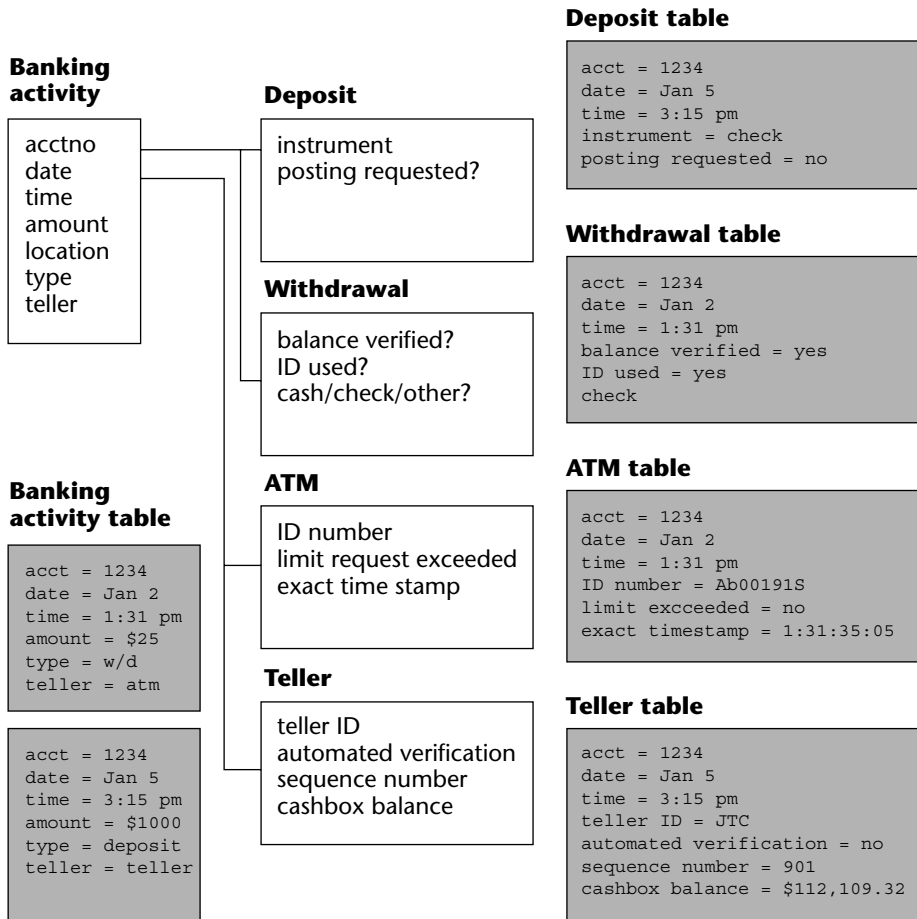 Banking
activity
acctno
date
time
amount
location
type
teller
Deposit
instrument
posting requested?
Withdrawal
balance verified?
ID used?
cash/check/other?
ATM
ID number
limit request exceeded
exact time stamp
Teller
teller ID
automated verification
sequence number
cashbox balance
Banking
activity table
acct = 1234
date = Jan 2
time = 1:31 pm
amount = $25
type = w/d
teller = atm
acct = 1234
date = Jan 5
time = 3:15 pm
amount = $1000
type = deposit
teller = teller
Deposit table
acct = 1234
date = Jan 5
time = 3:15 pm
instrument = check
posting requested = no
Withdrawal table
acct = 1234
date = Jan 2
time = 1:31 pm
balance verified = yes
ID used = yes
check
ATM table
acct = 1234
date = Jan 2
time = 1:31 pm
ID number = Ab00191S
limit excceeded = no
exact timestamp = 1:31:35:05
Teller table
acct = 1234
date = Jan 5
time = 3:15 pm
teller ID = JTC
automated verification = no
sequence number = 901
cashbox balance = $112,109.32